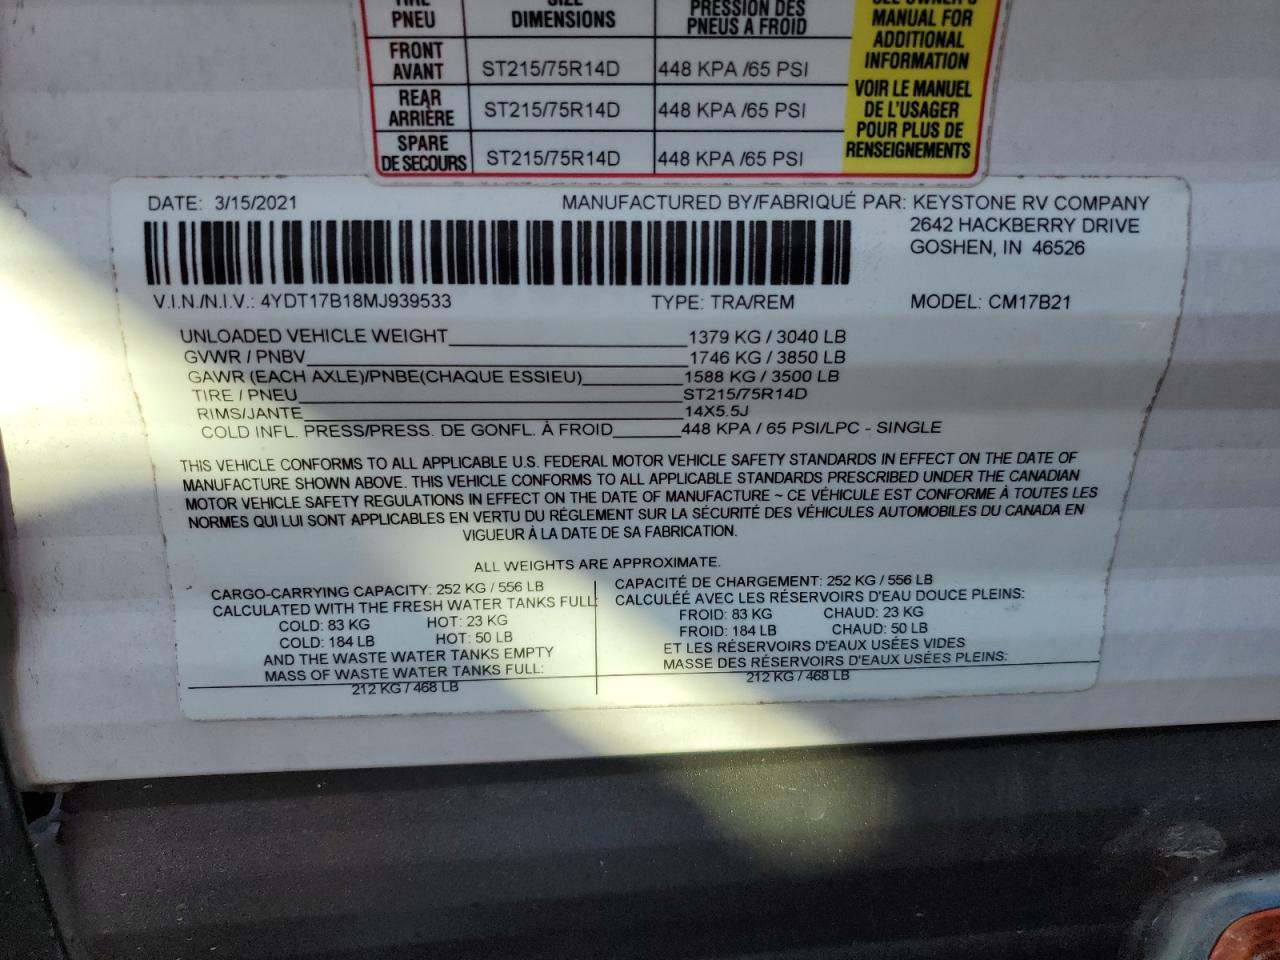 TIRE SIZE PRESSION DES SEE OWNER'S
PNEU DIMENSIONS PNEUS A FROID MANUAL FOR
ADDITIONAL
INFORMATION
FRONT
AVANT ST215/75R14D 448 KPA /65 PSI
VOIR LE MANUEL
DE L'USAGER
POUR PLUS DE
RENSEIGNEMENTS
REAR
ARRIÈRE ST215/75R14D 448 KPA /65 PSI
SPARE
DE SECOURS ST215/75R14D 448 KPA /65 PSI
DATE: 3/15/2021 MANUFACTURED BY/FABRIQUÉ PAR: KEYSTONE RV COMPANY
2642 HACKBERRY DRIVE
GOSHEN, IN 46526
V.I.N./N.I.V.: 4YDT17B18MJ939533 TYPE: TRA/REM MODEL: CM17B21
UNLOADED VEHICLE WEIGHT 1379 KG / 3040 LB
GVWR / PNBV 1746 KG / 3850 LB
GAWR (EACH AXLE)/PNBE(CHAQUE ESSIEU) 1588 KG / 3500 LB
TIRE / PNEU ST215/75R14D
RIMS/JANTE 14X5.5J
COLD INFL. PRESS/PRESS. DE GONFL. À FROID 448 KPA / 65 PSI/LPC - SINGLE
THIS VEHICLE CONFORMS TO ALL APPLICABLE U.S. FEDERAL MOTOR VEHICLE SAFETY STANDARDS IN EFFECT ON THE DATE OF
MANUFACTURE SHOWN ABOVE. THIS VEHICLE CONFORMS TO ALL APPLICABLE STANDARDS PRESCRIBED UNDER THE CANADIAN
MOTOR VEHICLE SAFETY REGULATIONS IN EFFECT ON THE DATE OF MANUFACTURE ~ CE VÉHICULE EST CONFORME À TOUTES LES
NORMES QUI LUI SONT APPLICABLES EN VERTU DU RÉGLEMENT SUR LA SÉCURITÉ DES VÉHICULES AUTOMOBILES DU CANADA EN
VIGUEUR À LA DATE DE SA FABRICATION.
ALL WEIGHTS ARE APPROXIMATE.
CARGO-CARRYING CAPACITY: 252 KG / 556 LB
CALCULATED WITH THE FRESH WATER TANKS FULL:
COLD: 83 KG HOT: 23 KG
COLD: 184 LB HOT: 50 LB
AND THE WASTE WATER TANKS EMPTY
MASS OF WASTE WATER TANKS FULL:
212 KG / 468 LB
CAPACITÉ DE CHARGEMENT: 252 KG / 556 LB
CALCULÉE AVEC LES RÉSERVOIRS D'EAU DOUCE PLEINS:
FROID: 83 KG CHAUD: 23 KG
FROID: 184 LB CHAUD: 50 LB
ET LES RÉSERVOIRS D'EAUX USÉES VIDES
MASSE DES RÉSERVOIRS D'EAUX USÉES PLEINS:
212 KG / 468 LB